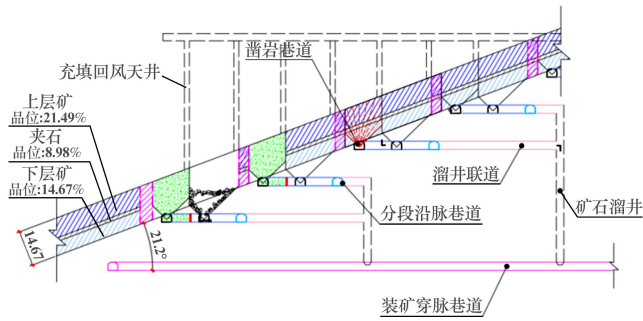 凿岩巷道
充填回风天井
上层矿
品位:21.49%
夹石
品位:8.98%
下层矿
品位:14.67%
溜井联道
分段沿脉巷道
矿石溜井
14.67
21.2°
装矿穿脉巷道